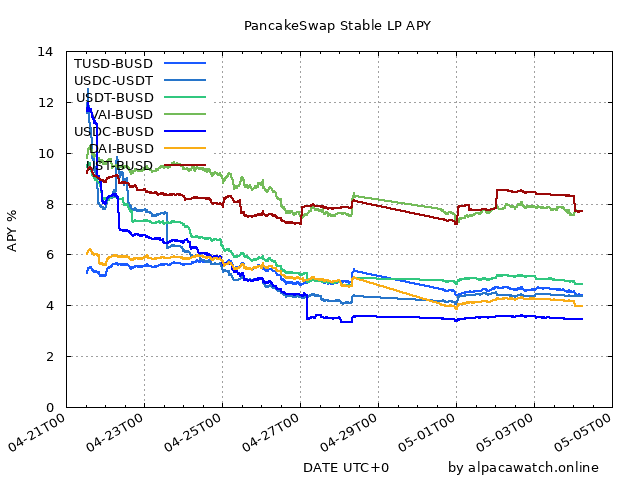 PancakeSwap Stable LP APY
APY %
14
12
10
8
6
4
2
0
TUSD-BUSD
USDC-USDT
USDT-BUSD
VAI-BUSD
USDC-BUSD
DAI-BUSD
UST-BUSD
04-21T00
04-23T00
04-25T00
04-27T00
04-29T00
05-01T00
05-03T00
05-05T00
DATE UTC+0
by alpacawatch.online